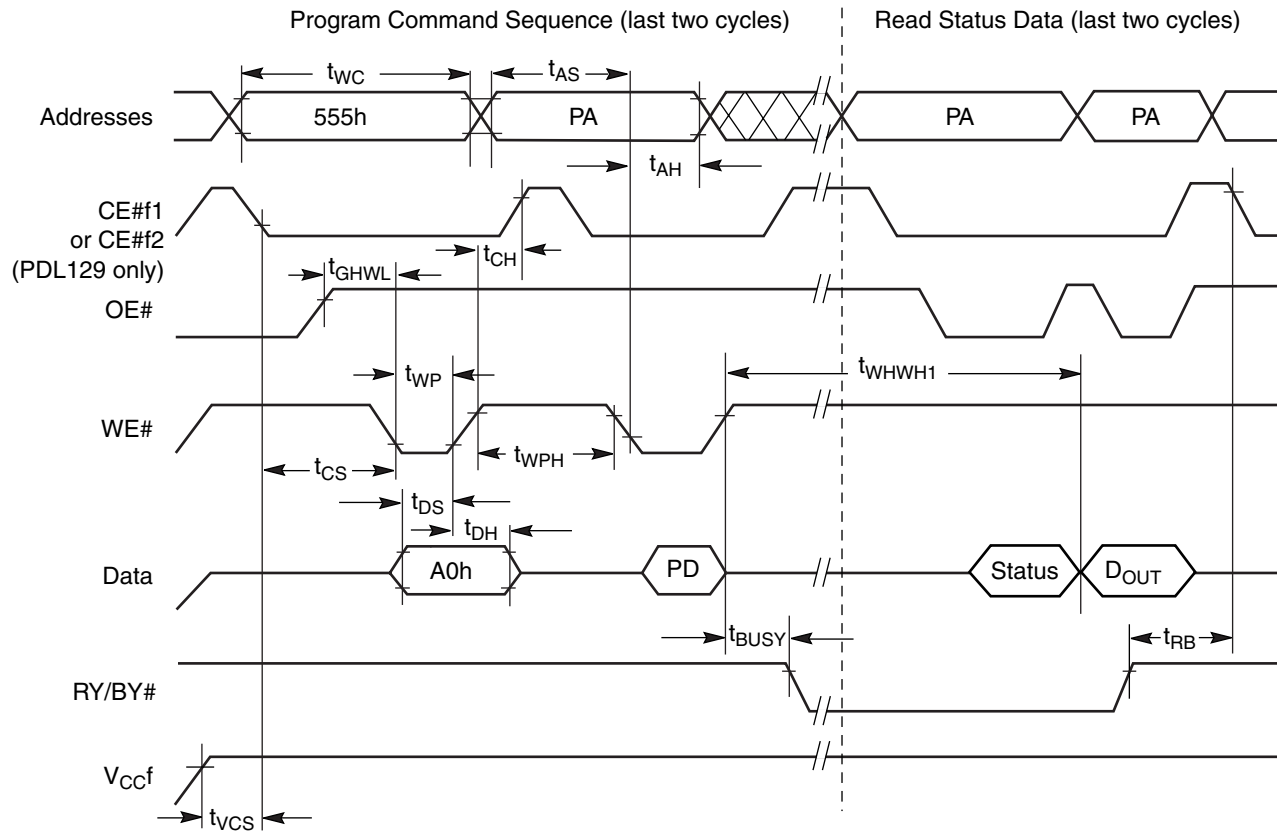 Program Command Sequence (last two cycles)
Read Status Data (last two cycles)
tWC
tAS
Addresses
555h
PA
PA
PA
tAH
CE#f1
or CE#f2
(PDL129 only)
tCH
tGHWL
OE#
tWP
tWHWH1
WE#
tCS
tWPH
tDS
tDH
Data
A0h
PD
Status
DOUT
tBUSY
tRB
RY/BY#
VCCf
tVCS